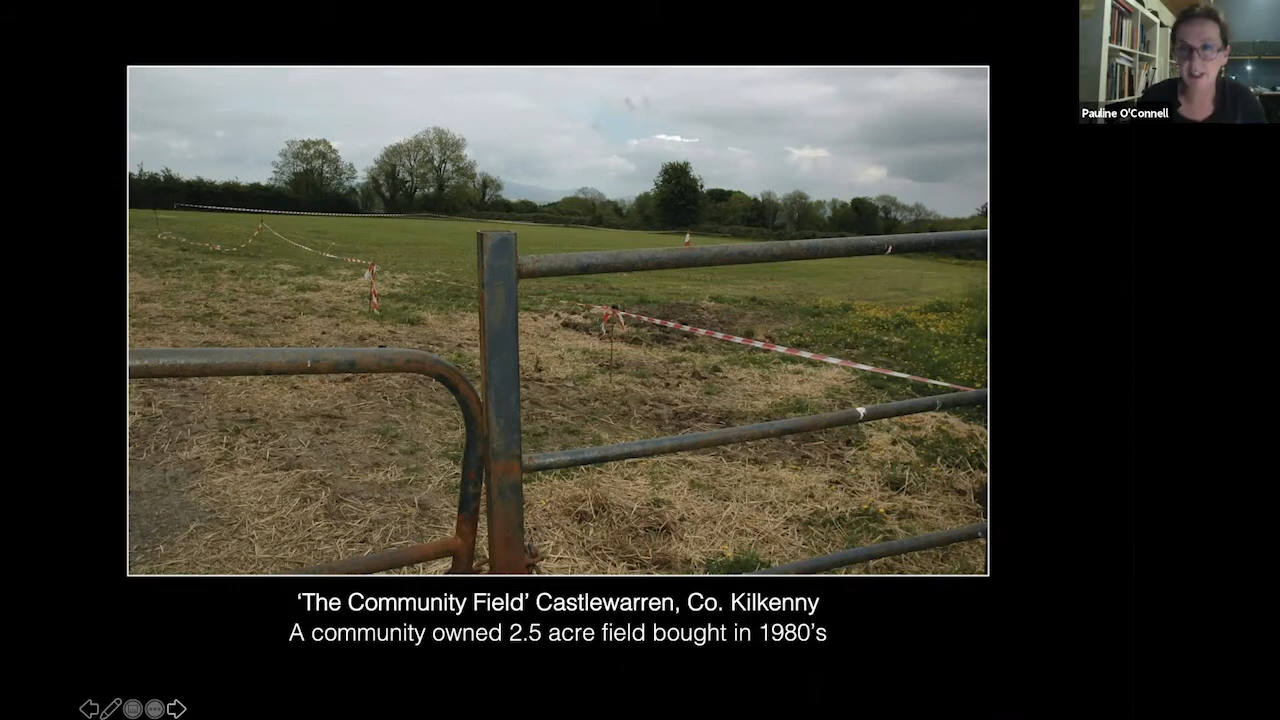 Pauline O'Connell
‘The Community Field’ Castlewarren, Co. Kilkenny
A community owned 2.5 acre field bought in 1980’s